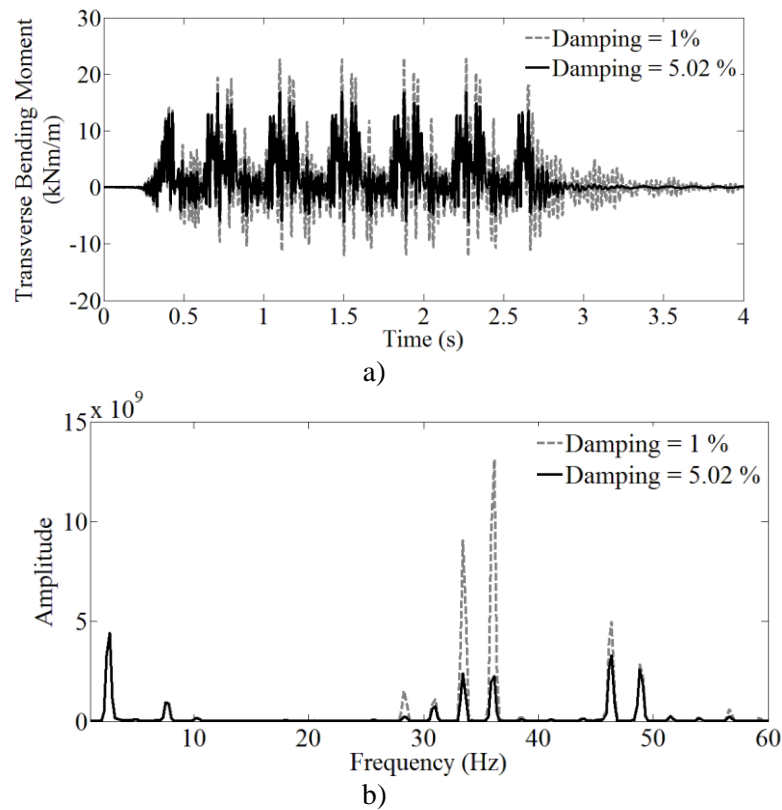 30
Damping = 1%
20
Damping = 5.02 %
10
0
-10
-20
Transverse Bending Moment
(kNm/m)
0 0.5 1 1.5 2 2.5 3 3.5 4
Time (s)
a)
15 x 10^9
Damping = 1 %
Damping = 5.02 %
10
5
0
Amplitude
10 20 30 40 50 60
Frequency (Hz)
b)